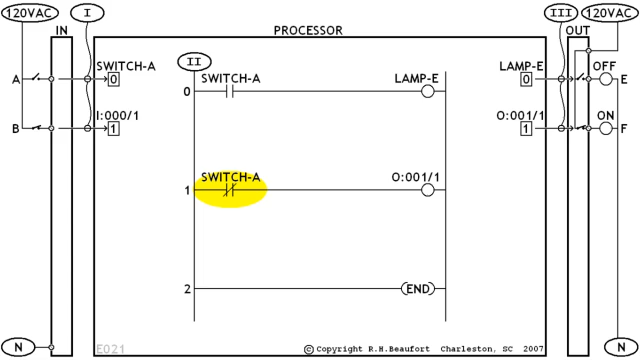 120VAC I III 120VAC
IN PROCESSOR OUT
SWITCH-A II LAMP-E OFF
A 0 SWITCH-A LAMP-E 0 E
0
I:000/1 O:001/1 ON
B 1 1 F
SWITCH-A O:001/1
1
2 END
N E021 © Copyright R.H.Beaufort Charleston, SC 2007 N